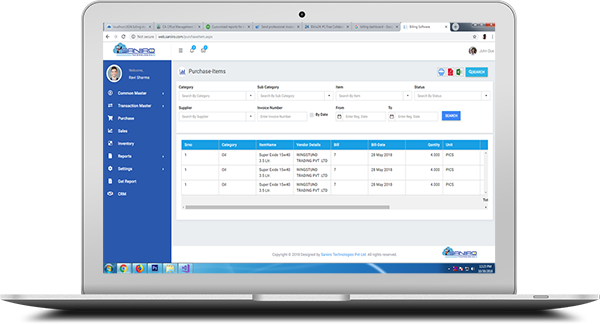 Billing Software
Not secure
SANIRO
John Doe
Welcome,
Ravi Sharma
Common Master
Transaction Master
Purchase
Sales
Inventory
Reports
Settings
Get Report
CRM
Purchase-Items
SEARCH
Category
Sub Category
Item
Status
Search By Category
Search By Sub Category
Search By Item
Search By Status
Supplier
Invoice Number
By Date
From
To
Search By Supplier
Enter Invoice Number
Enter Reg. Date
Enter Reg. Date
SEARCH
Srno Category ItemName Vendor Details Bill Bill-Date Qantity Unit
1 Oil Super Exide 15w40 3.5 Ltr WINGSTUND TRADING PVT LTD 7 28 May 2018 4.000 PICS
1 Oil Super Exide 15w40 3.5 Ltr WINGSTUND TRADING PVT LTD 7 28 May 2018 4.000 PICS
1 Oil Super Exide 15w40 3.5 Ltr WINGSTUND TRADING PVT LTD 7 28 May 2018 4.000 PICS
Tot
Copyright © 2018 Designed by Saniro Technologies Pvt Ltd. All rights reserved.
SANIRO